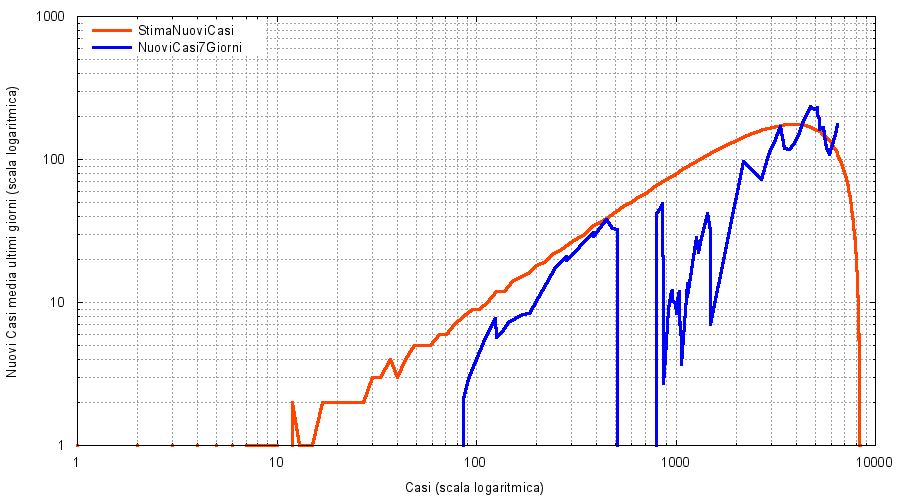 1000
StimaNuoviCasi
NuoviCasi7Giorni
100
Nuovi Casi media ultimi giorni (scala logaritmica)
10
1
1
10
100
1000
10000
Casi (scala logaritmica)